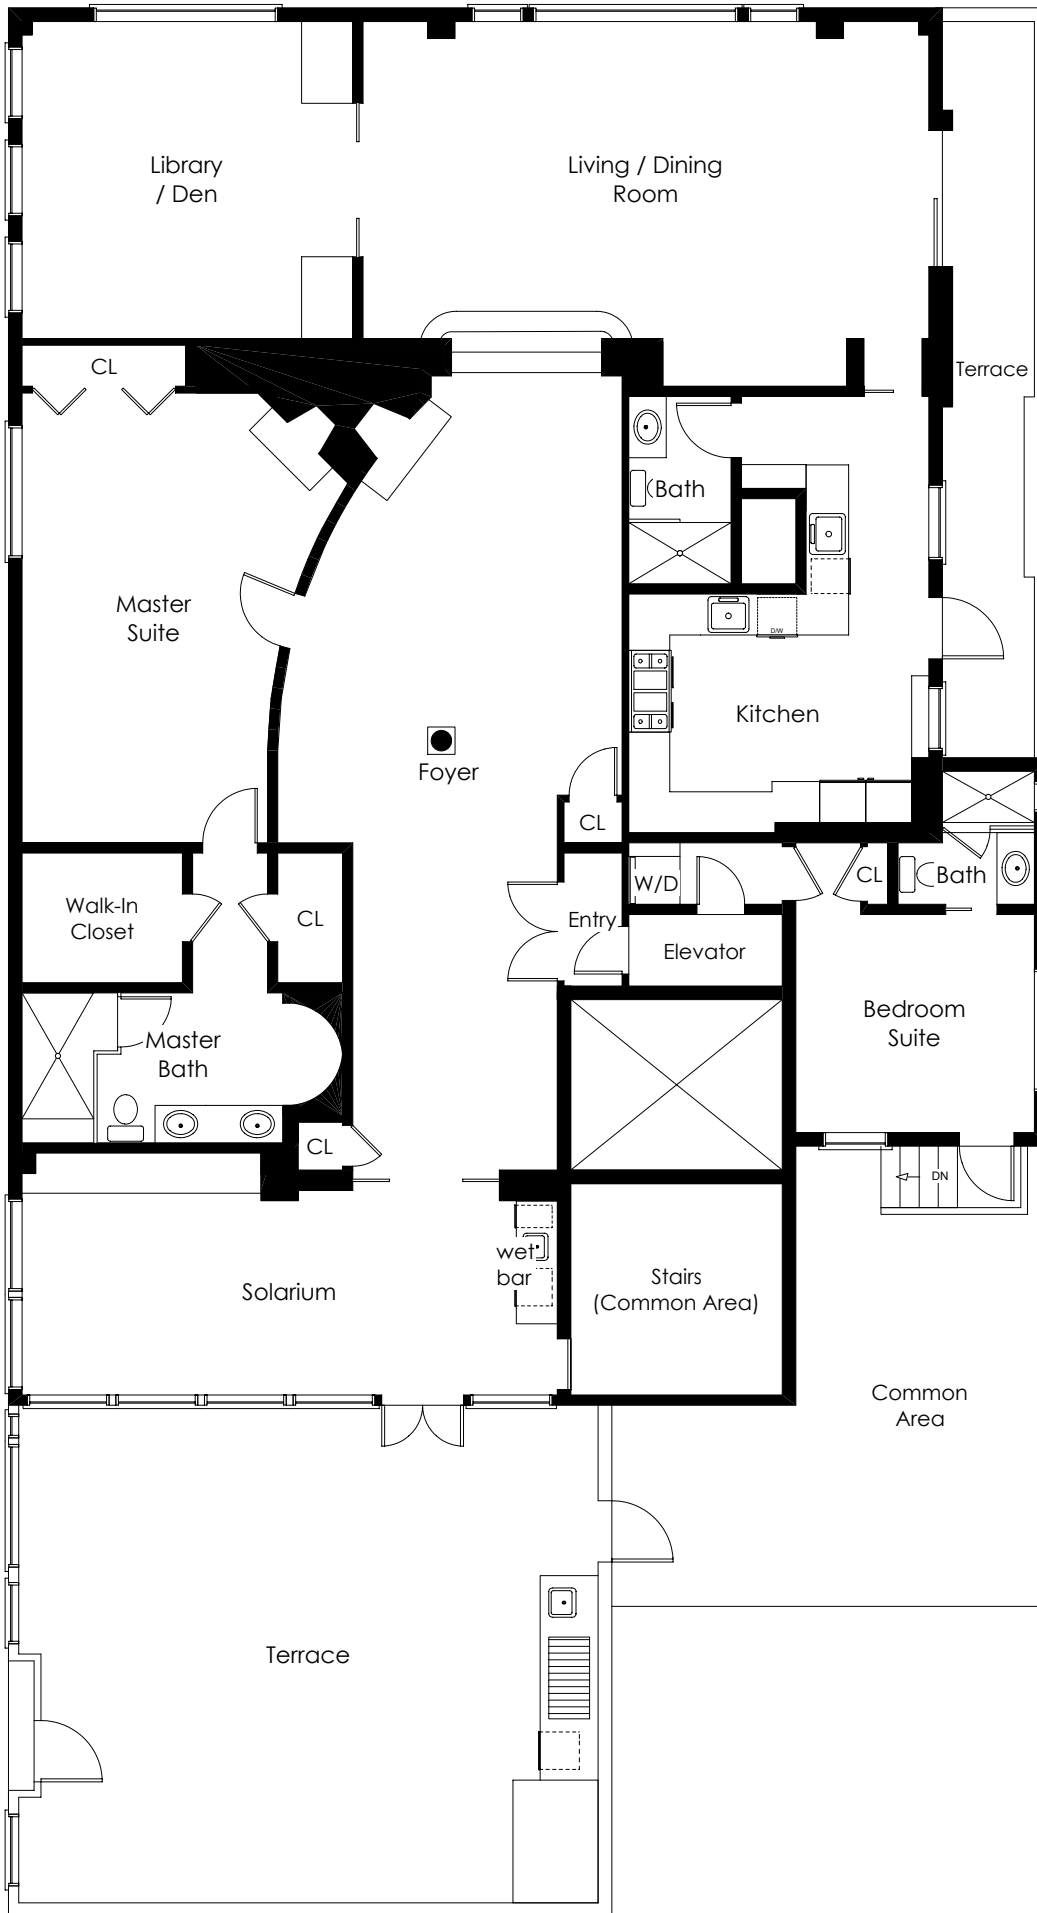 Library
/ Den
Living / Dining
Room
CL
Terrace
Bath
Master
Suite
D/W
Kitchen
Foyer
CL
W/D
CL
Bath
Walk-In
Closet
CL
Entry
Elevator
Bedroom
Suite
Master
Bath
CL
DN
wet
bar
Solarium
Stairs
(Common Area)
Common
Area
Terrace